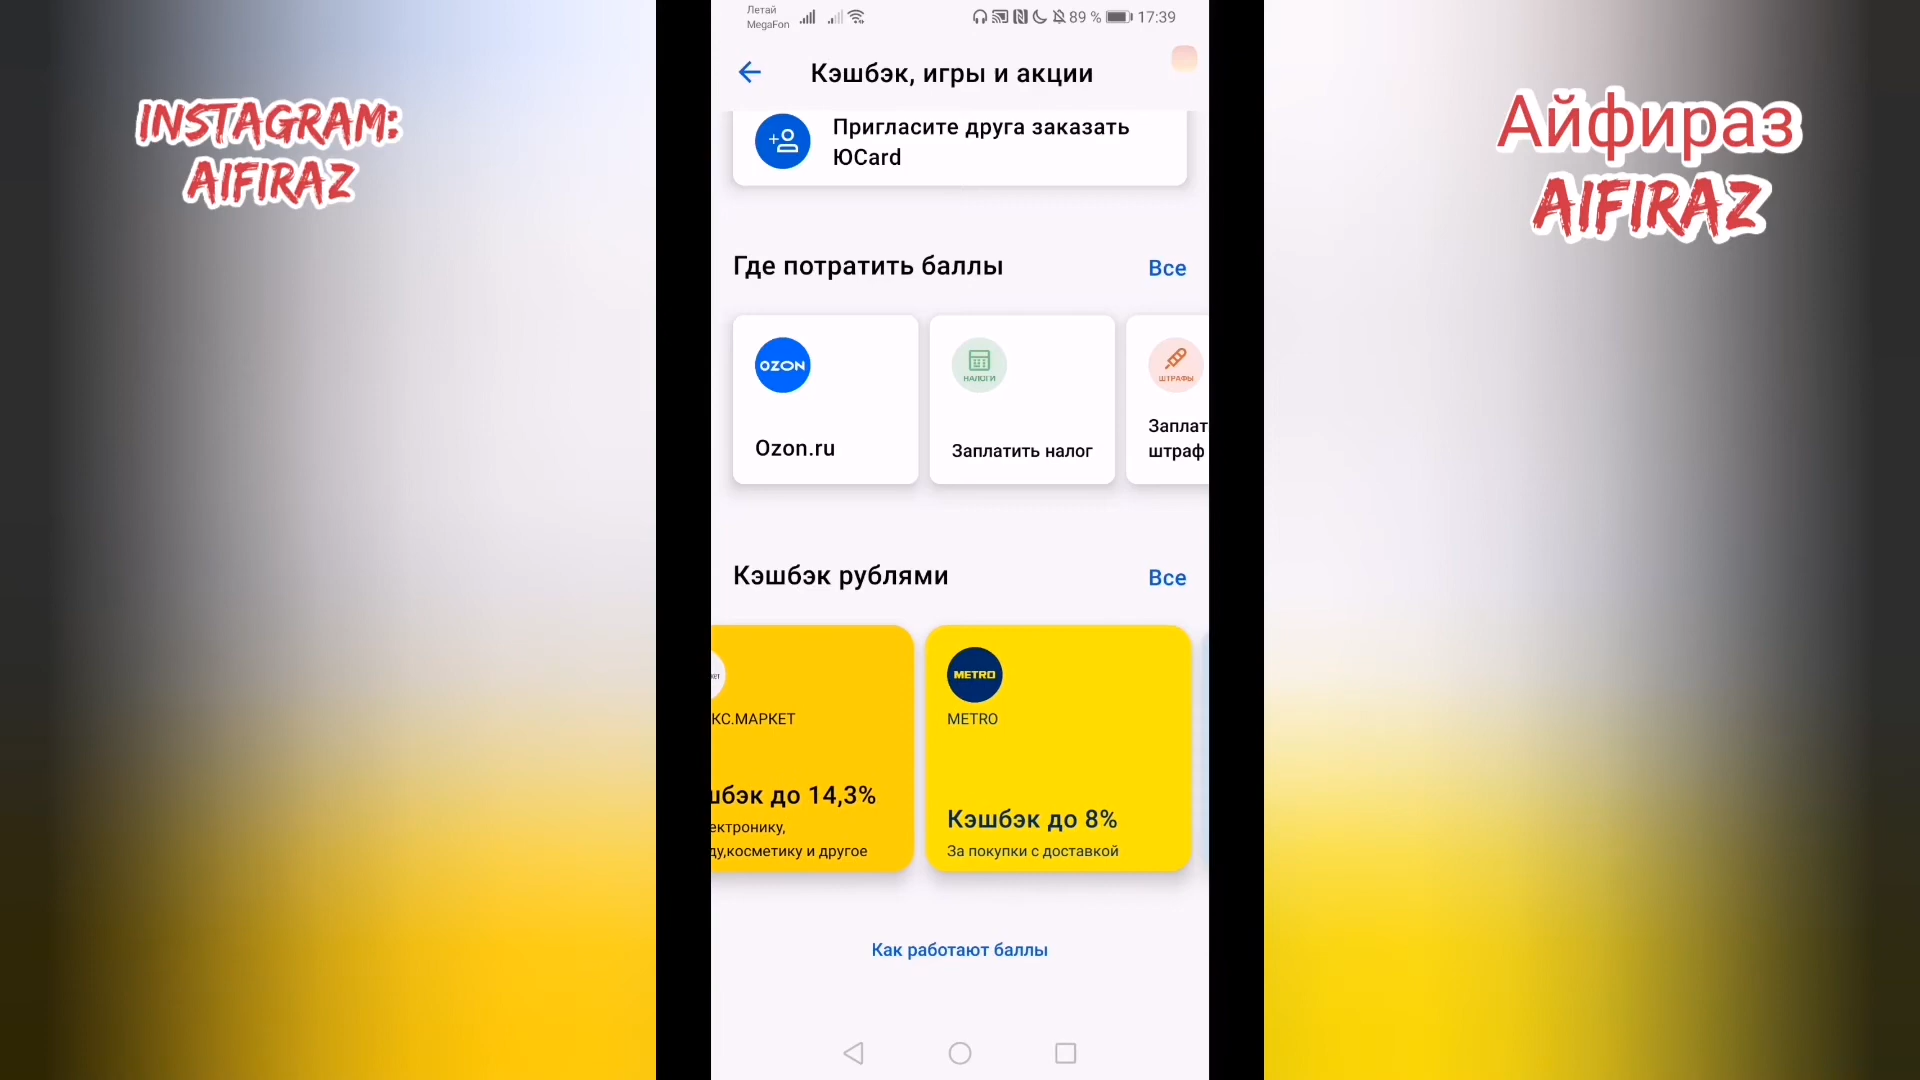 INSTAGRAM:
AIFIRAZ
Айфираз
AIFIRAZ
Летай
MegaFon
89 %
17:39
Кэшбэк, игры и акции
Пригласите друга заказать
ЮCard
Где потратить баллы
Все
OZON
НАЛОГИ
ШТРАФЫ
Ozon.ru
Заплатить налог
Заплат
штраф
Кэшбэк рублями
Все
КС.МАРКЕТ
METRO
METRO
шбэк до 14,3%
ектронику,
ду,косметику и другое
Кэшбэк до 8%
За покупки с доставкой
Как работают баллы